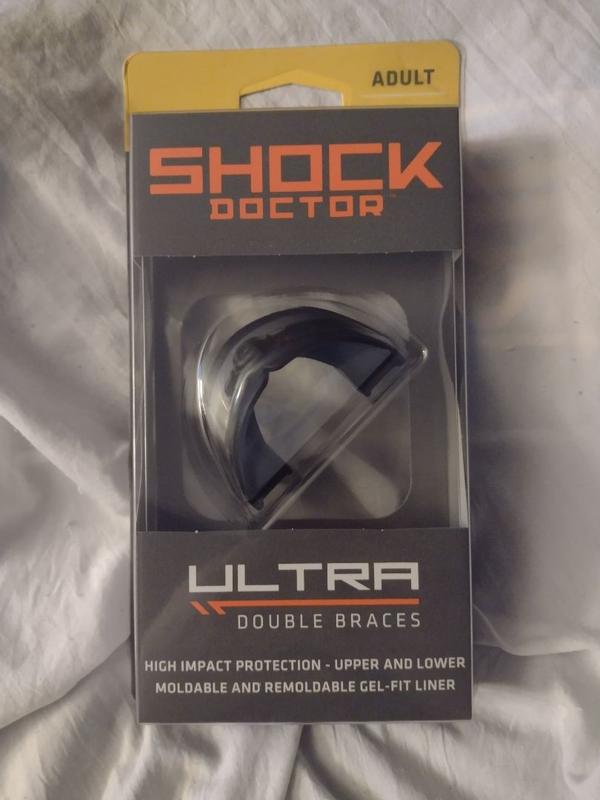 ADULT
SHOCK
DOCTOR
ULTRA
DOUBLE BRACES
HIGH IMPACT PROTECTION - UPPER AND LOWER
MOLDABLE AND REMOLDABLE GEL-FIT LINER